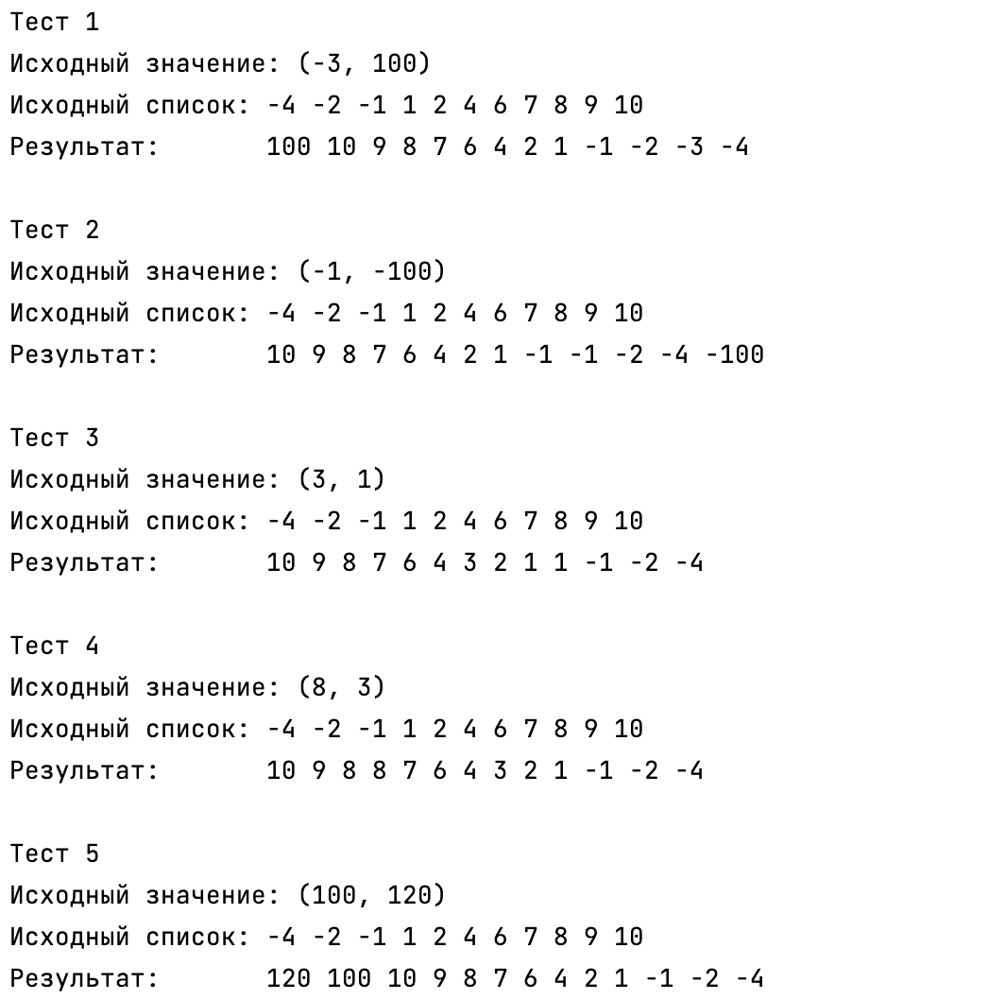 Тест 1
Исходный значение: (-3, 100)
Исходный список: -4 -2 -1 1 2 4 6 7 8 9 10
Результат:       100 10 9 8 7 6 4 2 1 -1 -2 -3 -4
Тест 2
Исходный значение: (-1, -100)
Исходный список: -4 -2 -1 1 2 4 6 7 8 9 10
Результат:       10 9 8 7 6 4 2 1 -1 -1 -2 -4 -100
Тест 3
Исходный значение: (3, 1)
Исходный список: -4 -2 -1 1 2 4 6 7 8 9 10
Результат:       10 9 8 7 6 4 3 2 1 1 -1 -2 -4
Тест 4
Исходный значение: (8, 3)
Исходный список: -4 -2 -1 1 2 4 6 7 8 9 10
Результат:       10 9 8 8 7 6 4 3 2 1 -1 -2 -4
Тест 5
Исходный значение: (100, 120)
Исходный список: -4 -2 -1 1 2 4 6 7 8 9 10
Результат:       120 100 10 9 8 7 6 4 2 1 -1 -2 -4